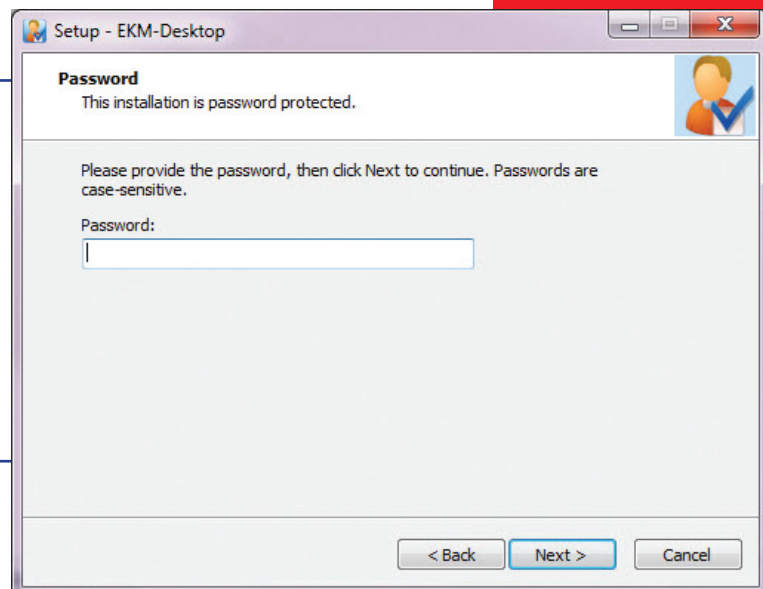 Setup - EKM-Desktop
Password
This installation is password protected.
Please provide the password, then click Next to continue. Passwords are
case-sensitive.
Password:
< Back Next > Cancel